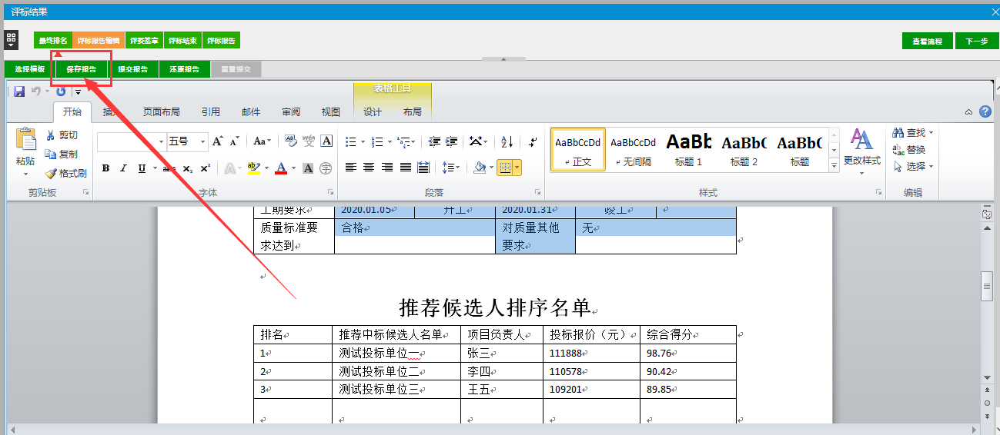 评标结果
最终排名 评标报告编辑 评委签章 评标结束 评标报告 查看流程 下一步
选择模板 保存报告 提交报告 还原报告 重置提交
表格工具
开始 插入 页面布局 引用 邮件 审阅 视图 设计 布局
粘贴 剪切 复制 格式刷
五号 Aa wén 文 A
B I U abc x₂ x² A aby A A 字
AaBbCcDd AaBbCcDd AaBb AaBbC AaBbC
正文 无间隔 标题 1 标题 2 标题
更改样式
查找 替换 选择
剪贴板 字体 段落 样式 编辑
工期要求 2020.01.05 开工 2020.01.31 竣工
质量标准要求达到 合格 对质量其他要求 无
推荐候选人排序名单
排名 推荐中标候选人名单 项目负责人 投标报价（元） 综合得分
1 测试投标单位一 张三 111888 98.76
2 测试投标单位二 李四 110578 90.42
3 测试投标单位三 王五 109201 89.85